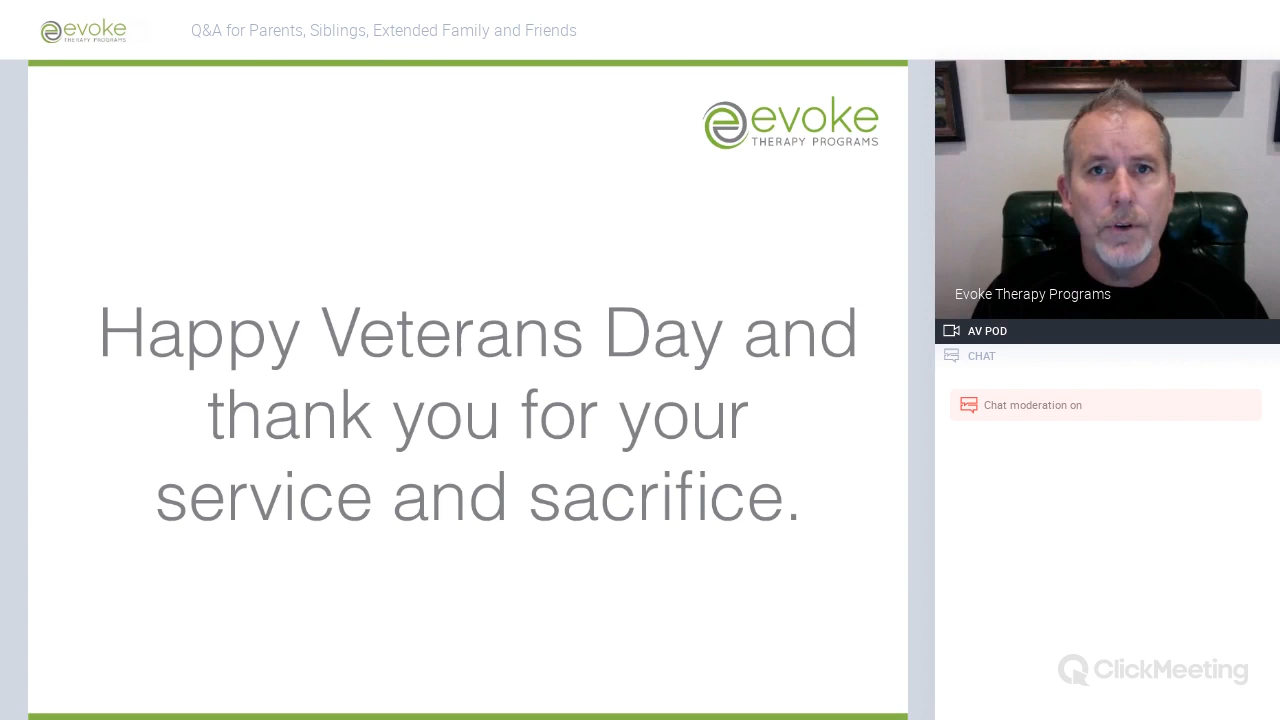 evoke
THERAPY PROGRAMS
Q&A for Parents, Siblings, Extended Family and Friends
evoke
THERAPY PROGRAMS
Happy Veterans Day and
thank you for your
service and sacrifice.
Evoke Therapy Programs
AV POD
CHAT
Chat moderation on
ClickMeeting